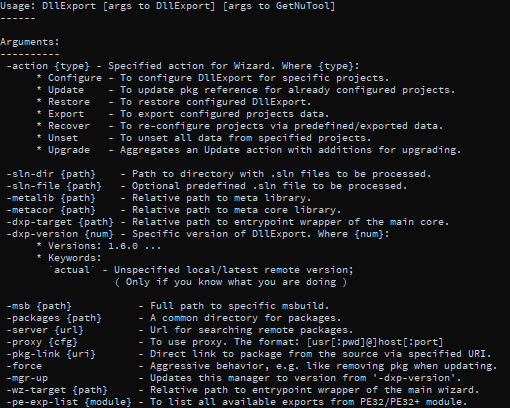 Usage: DllExport [args to DllExport] [args to GetNuTool]
------
Arguments:
----------
-action {type} - Specified action for Wizard. Where {type}:
* Configure - To configure DllExport for specific projects.
* Update - To update pkg reference for already configured projects.
* Restore - To restore configured DllExport.
* Export - To export configured projects data.
* Recover - To re-configure projects via predefined/exported data.
* Unset - To unset all data from specified projects.
* Upgrade - Aggregates an Update action with additions for upgrading.
-sln-dir {path} - Path to directory with .sln files to be processed.
-sln-file {path} - Optional predefined .sln file to be processed.
-metalib {path} - Relative path to meta library.
-metacor {path} - Relative path to meta core library.
-dxp-target {path} - Relative path to entrypoint wrapper of the main core.
-dxp-version {num} - Specific version of DllExport. Where {num}:
* Versions: 1.6.0 ...
* Keywords:
`actual` - Unspecified local/latest remote version;
( Only if you know what you are doing )
-msb {path} - Full path to specific msbuild.
-packages {path} - A common directory for packages.
-server {url} - Url for searching remote packages.
-proxy {cfg} - To use proxy. The format: [usr[:pwd]@]host[:port]
-pkg-link {uri} - Direct link to package from the source via specified URI.
-force - Aggressive behavior, e.g. like removing pkg when updating.
-mgr-up - Updates this manager to version from '-dxp-version'.
-wz-target {path} - Relative path to entrypoint wrapper of the main wizard.
-pe-exp-list {module} - To list all available exports from PE32/PE32+ module.